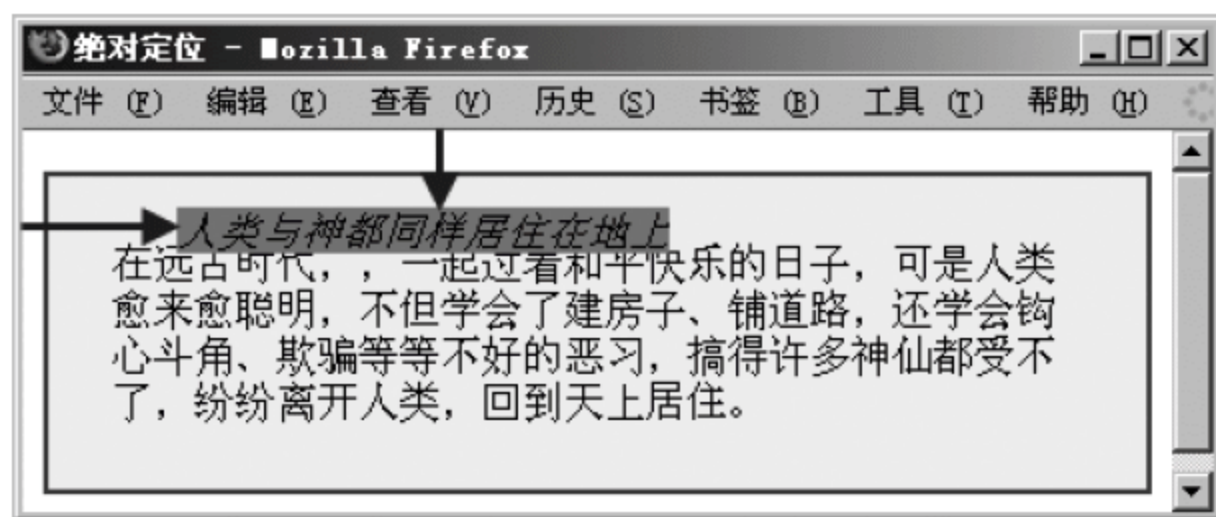 绝对定位 - Mozilla Firefox
文件 (F) 编辑 (E) 查看 (V) 历史 (S) 书签 (B) 工具 (T) 帮助 (H)
人类与神都同样居住在地上
在远古时代，，一起过着和平快乐的日子，可是人类
愈来愈聪明，不但学会了建房子、铺道路，还学会钩
心斗角、欺骗等等不好的恶习，搞得许多神仙都受不
了，纷纷离开人类，回到天上居住。